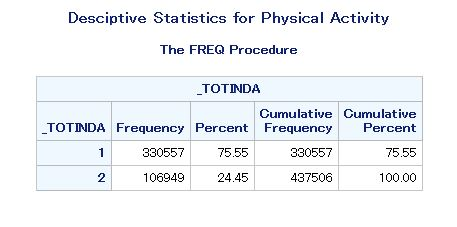 Desciptive Statistics for Physical Activity
The FREQ Procedure
_TOTINDA
_TOTINDA Frequency Percent Cumulative Frequency Cumulative Percent
1 330557 75.55 330557 75.55
2 106949 24.45 437506 100.00